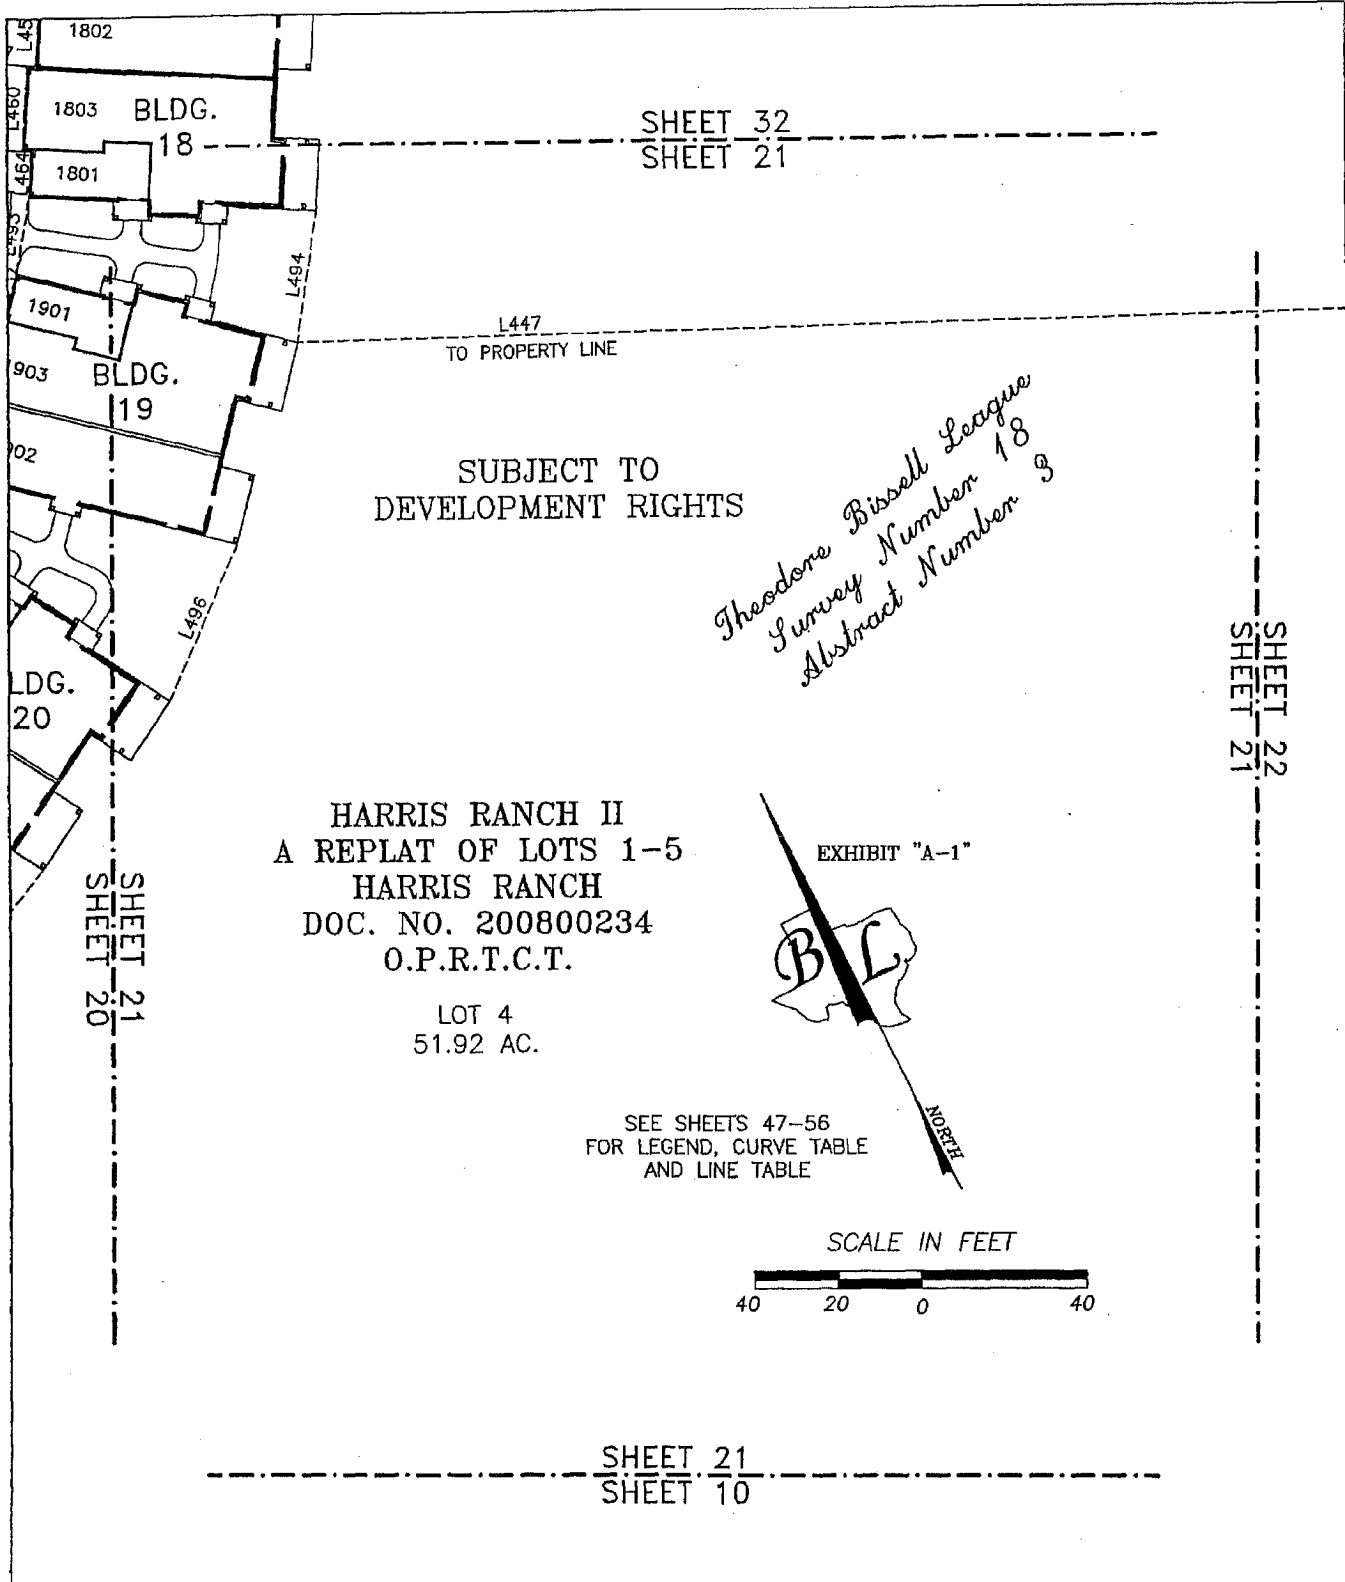 L45
1802
L460
1803
BLDG.
18
L464
1801
L493
L494
SHEET 32
SHEET 21
1901
L447
TO PROPERTY LINE
903
BLDG.
19
02
SUBJECT TO
DEVELOPMENT RIGHTS
Theodore Bissell League
Survey Number 18
Abstract Number 3
L496
LDG.
20
SHEET 22
SHEET 21
HARRIS RANCH II
A REPLAT OF LOTS 1-5
HARRIS RANCH
DOC. NO. 200800234
O.P.R.T.C.T.
EXHIBIT "A-1"
B L
SHEET 21
SHEET 20
LOT 4
51.92 AC.
SEE SHEETS 47-56
FOR LEGEND, CURVE TABLE
AND LINE TABLE
NORTH
SCALE IN FEET
40 20 0 40
SHEET 21
SHEET 10